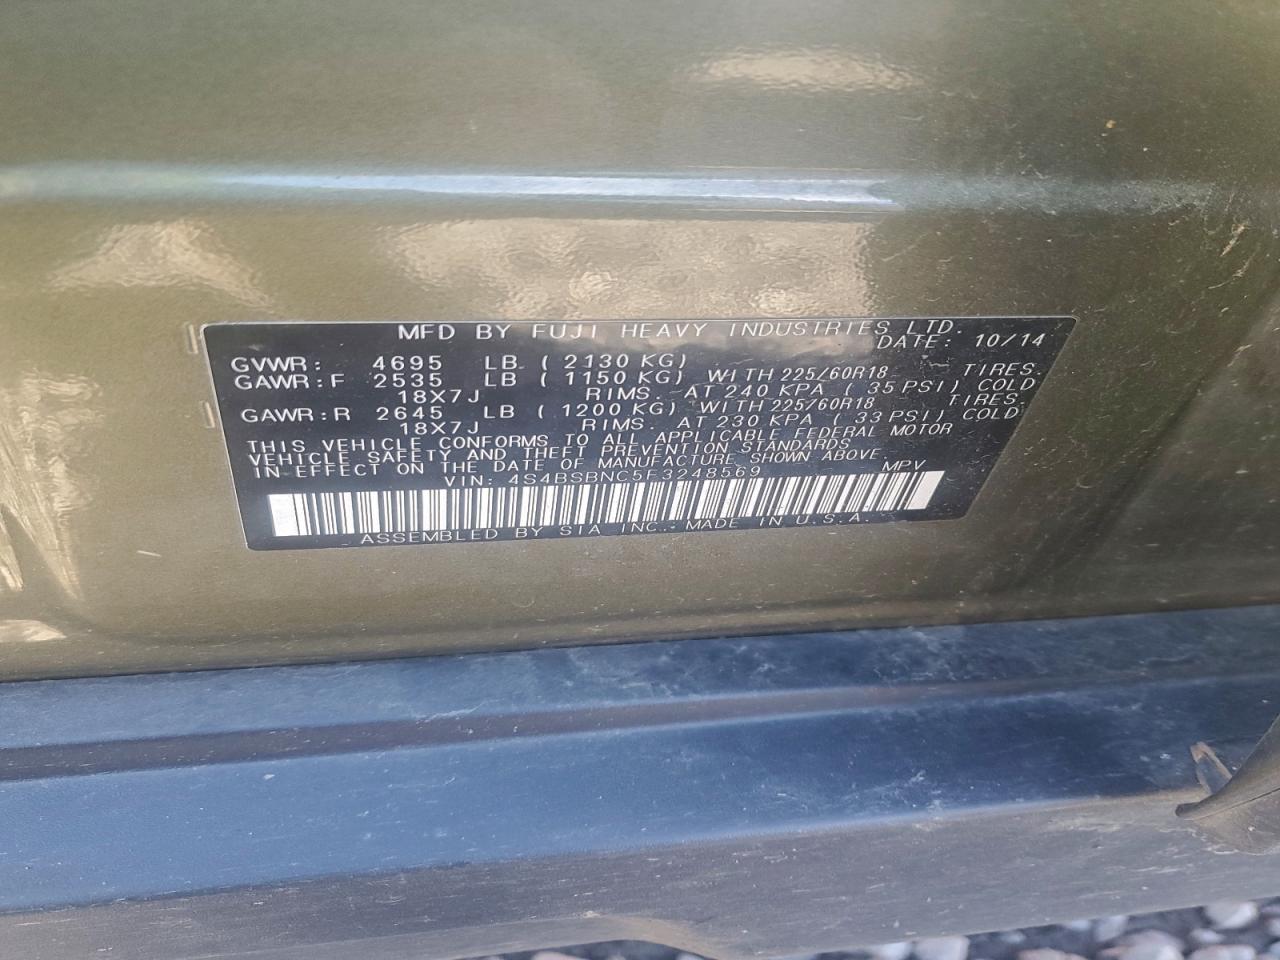 MFD BY FUJI HEAVY INDUSTRIES LTD.
DATE: 10/14
GVWR: 4695 LB (2130 KG)
GAWR:F 2535 LB (1150 KG) WITH 225/60R18 TIRES.
18X7J RIMS. AT 240 KPA (35 PSI) COLD
GAWR:R 2645 LB (1200 KG) WITH 225/60R18 TIRES.
18X7J RIMS. AT 230 KPA (33 PSI) COLD
THIS VEHICLE CONFORMS TO ALL APPLICABLE FEDERAL MOTOR
VEHICLE SAFETY AND THEFT PREVENTION STANDARDS
IN EFFECT ON THE DATE OF MANUFACTURE SHOWN ABOVE.
VIN: 4S4BSBNC5F3248569 MPV
ASSEMBLED BY SIA INC. MADE IN U.S.A.